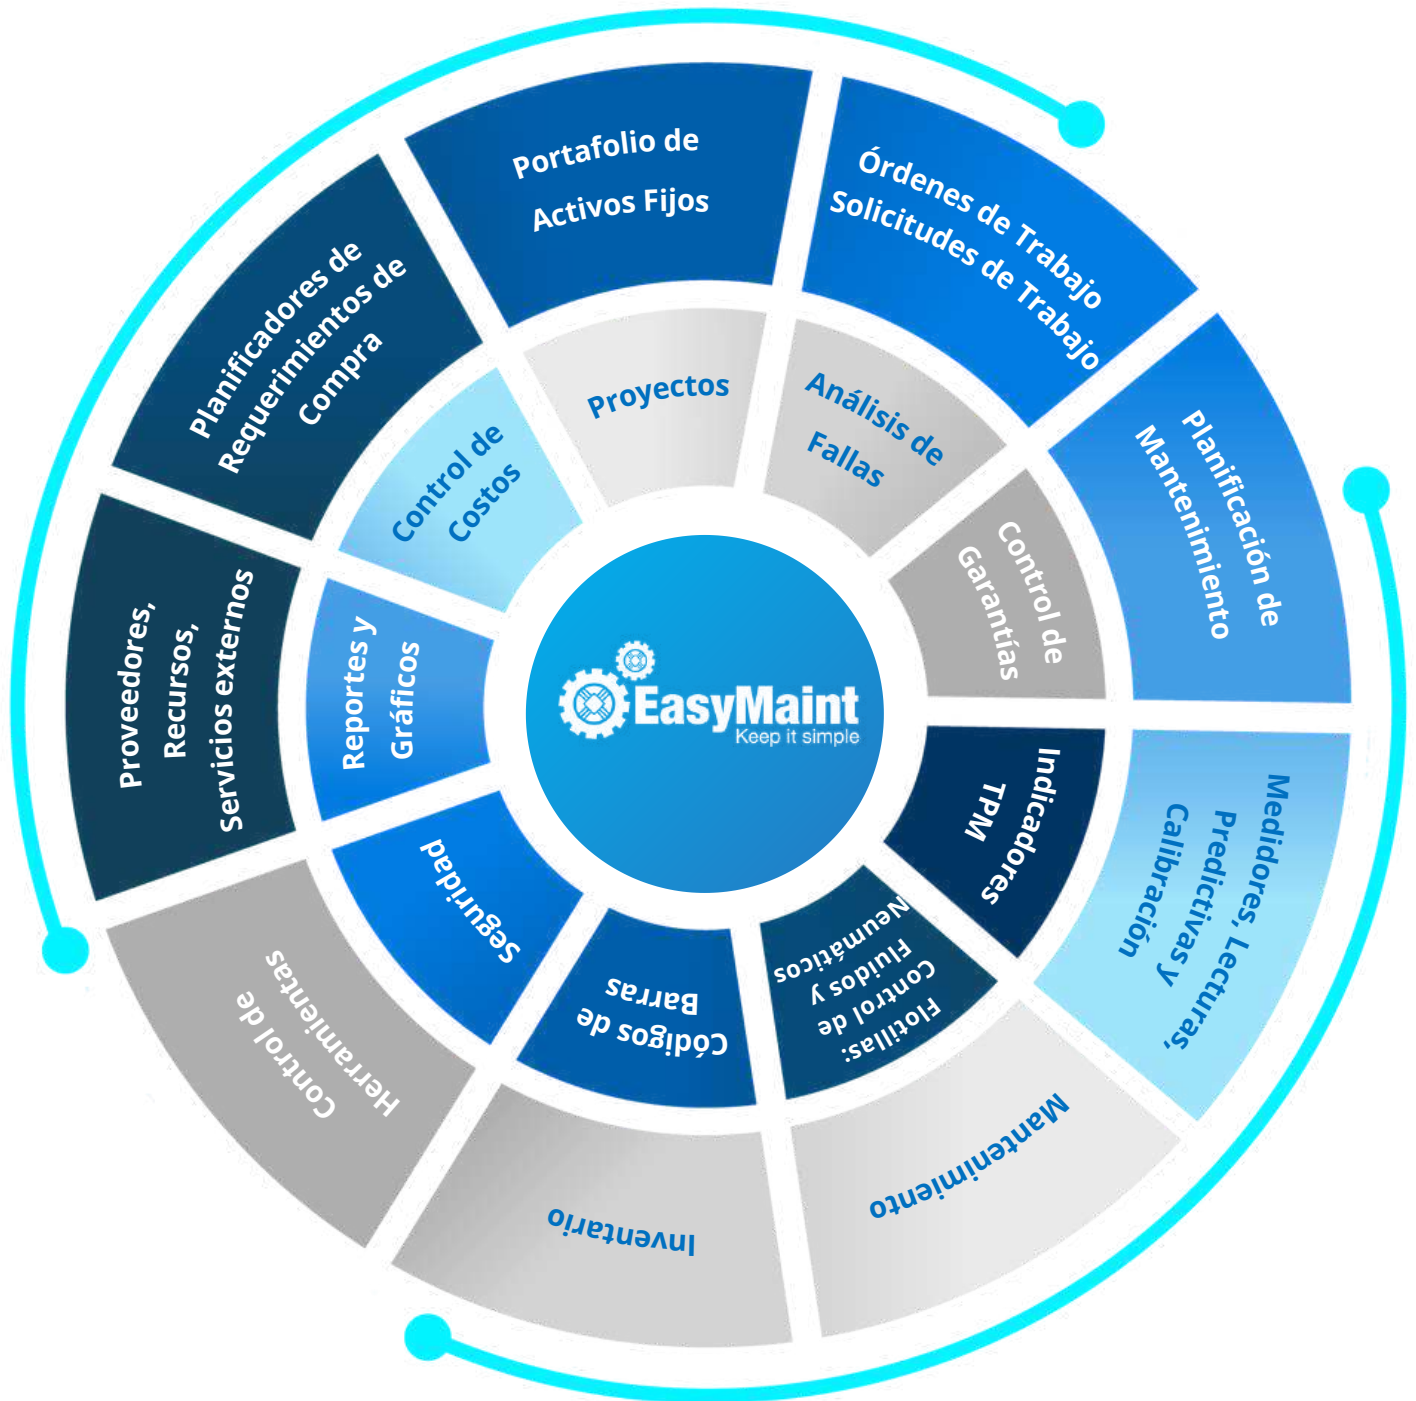 Portafolio de
Activos Fijos
Órdenes de Trabajo
Solicitudes de Trabajo
Planificación de
Mantenimiento
Medidores, Lecturas,
Predictivas y
Calibración
Mantenimiento
Inventario
Control de
Herramientas
Proveedores,
Recursos,
Servicios externos
Planificadores de
Requerimientos de
Compra
Proyectos
Análisis de
Fallas
Control de
Garantías
Indicadores
TPM
Flotillas:
Control de
Fluidos y
Neumáticos
Códigos de
Barras
Seguridad
Reportes y
Gráficos
Control de
Costos
EasyMaint
Keep it simple